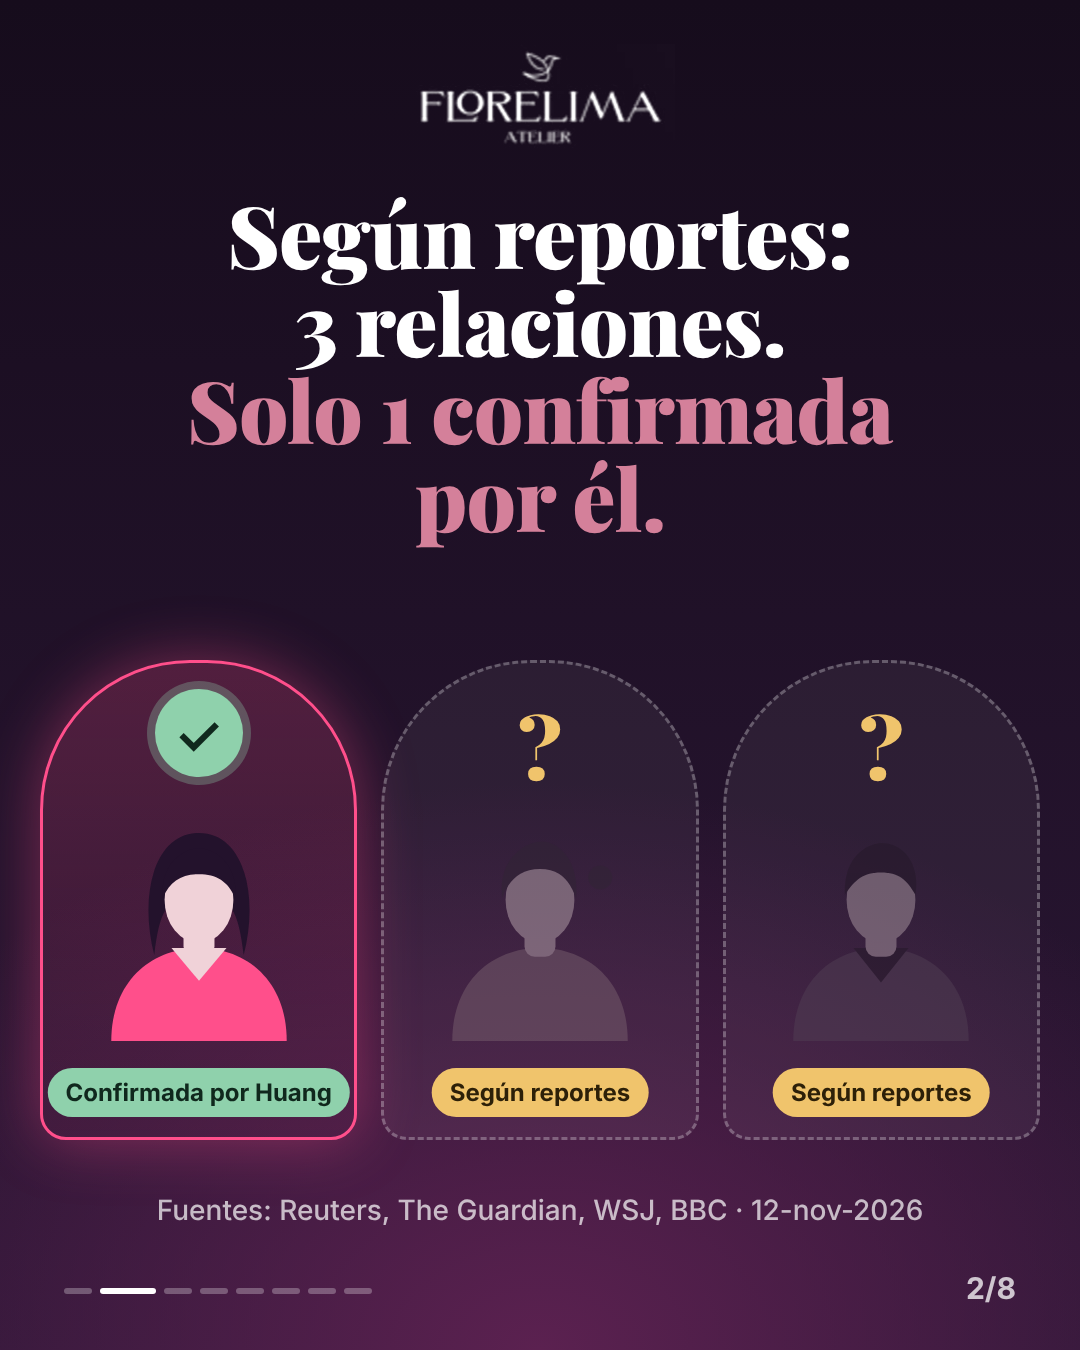 FLORELIMA
ATELIER
Según reportes:
3 relaciones.
Solo 1 confirmada
por él.
?
?
Confirmada por Huang
Según reportes
Según reportes
Fuentes: Reuters, The Guardian, WSJ, BBC · 12-nov-2026
2/8